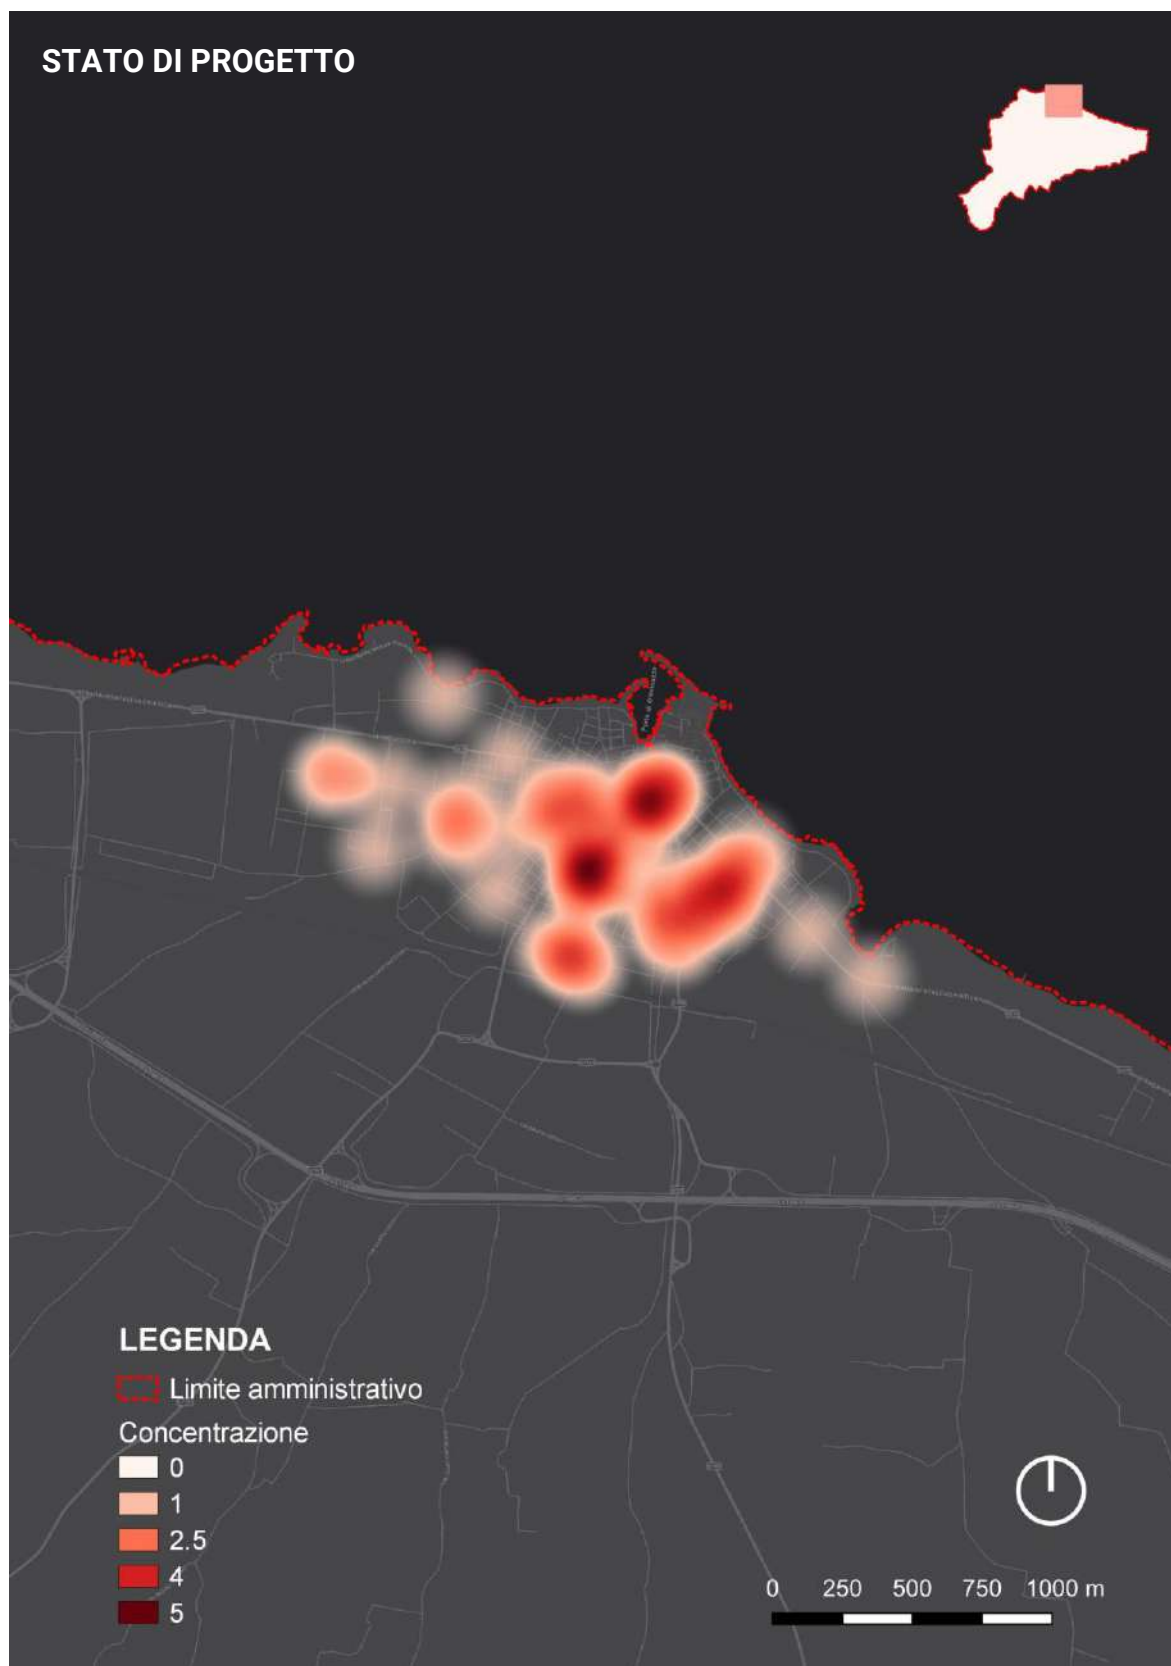 STATO DI PROGETTO
LEGENDA
Limite amministrativo
Concentrazione
0
1
2.5
4
5
0 250 500 750 1000 m